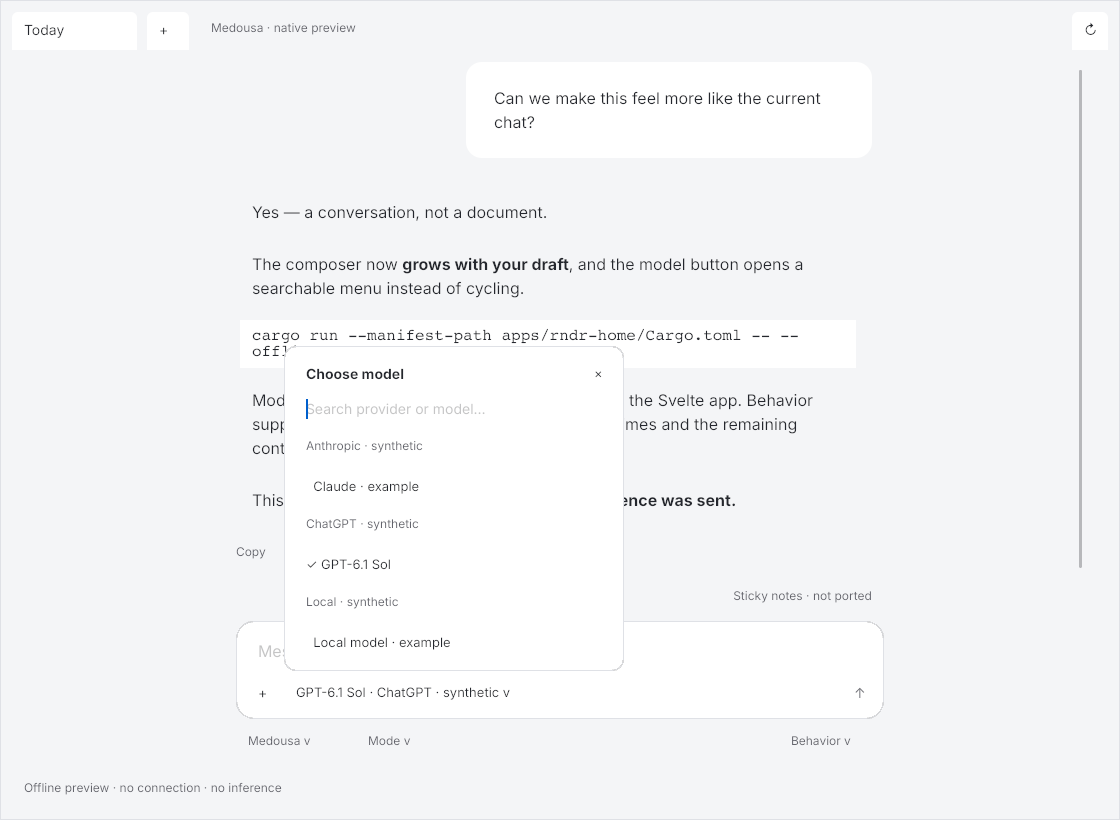 Today
+
Medousa · native preview
↻
Can we make this feel more like the current
chat?
Yes — a conversation, not a document.
The composer now grows with your draft, and the model button opens a
searchable menu instead of cycling.
cargo run --manifest-path apps/rndr-home/Cargo.toml -- --
Choose model
×
Search provider or model...
the Svelte app. Behavior
Anthropic · synthetic
and the remaining
Claude · example
This
was sent.
ChatGPT · synthetic
✓ GPT-6.1 Sol
Copy
Local · synthetic
Sticky notes · not ported
Local model · example
+
GPT-6.1 Sol · ChatGPT · synthetic v
↑
Medousa v
Mode v
Behavior v
Offline preview · no connection · no inference